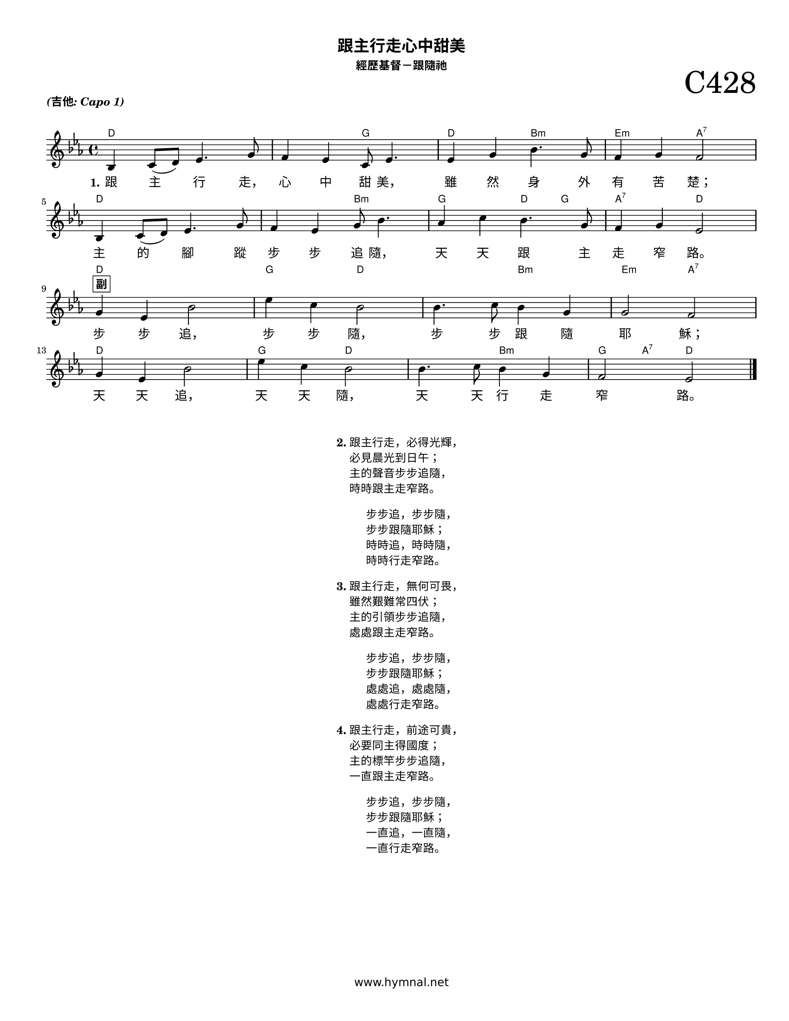 跟主行走心中甜美
經歷基督－跟隨祂
C428
(吉他: Capo 1)
D G D Bm Em A7
1. 跟 主 行 走， 心 中 甜 美， 雖 然 身 外 有 苦 楚；
5 D Bm G D G A7 D
主 的 腳 蹤 步 步 追 隨， 天 天 跟 主 走 窄 路。
D G D Bm Em A7
9 副
步 步 追， 步 步 隨， 步 步 跟 隨 耶 穌；
13 D G D Bm G A7 D
天 天 追， 天 天 隨， 天 天 行 走 窄 路。
2. 跟主行走，必得光輝，
必見晨光到日午；
主的聲音步步追隨，
時時跟主走窄路。
步步追，步步隨，
步步跟隨耶穌；
時時追，時時隨，
時時行走窄路。
3. 跟主行走，無何可畏，
雖然艱難常四伏；
主的引領步步追隨，
處處跟主走窄路。
步步追，步步隨，
步步跟隨耶穌；
處處追，處處隨，
處處行走窄路。
4. 跟主行走，前途可貴，
必要同主得國度；
主的標竿步步追隨，
一直跟主走窄路。
步步追，步步隨，
步步跟隨耶穌；
一直追，一直隨，
一直行走窄路。
www.hymnal.net